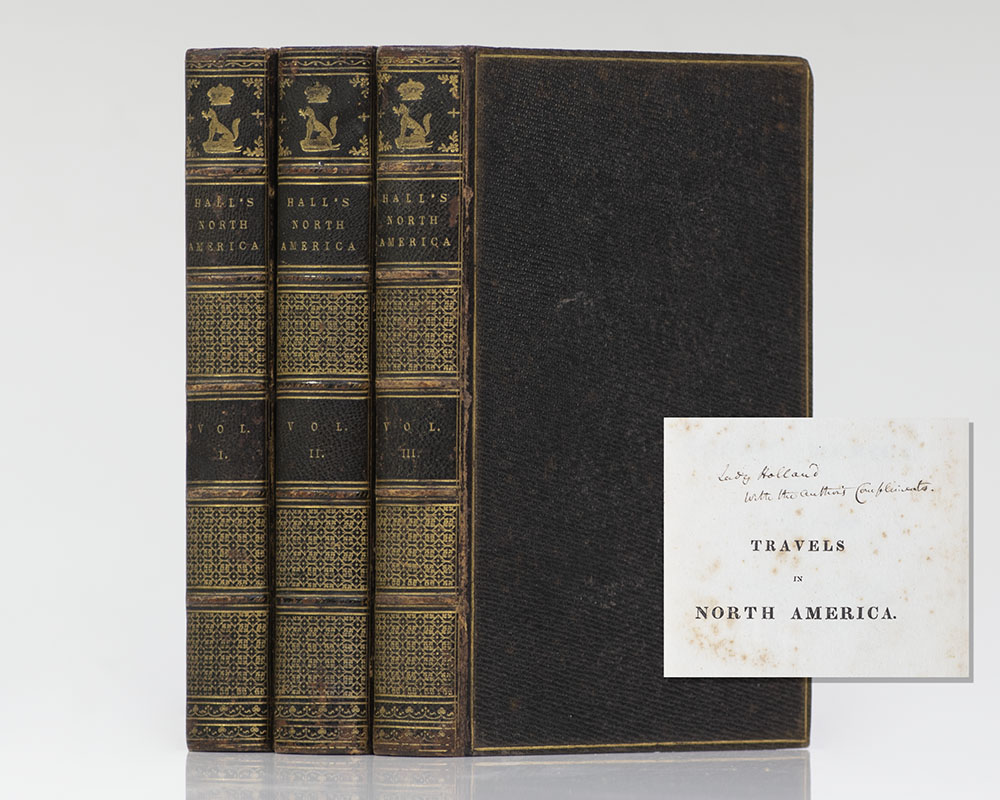 HALL'S
NORTH
AMERICA
VOL.
I.
HALL'S
NORTH
AMERICA
VOL.
II.
HALL'S
NORTH
AMERICA
VOL.
III.
Lady Holland
With the Author's Compliments.
TRAVELS
IN
NORTH AMERICA.